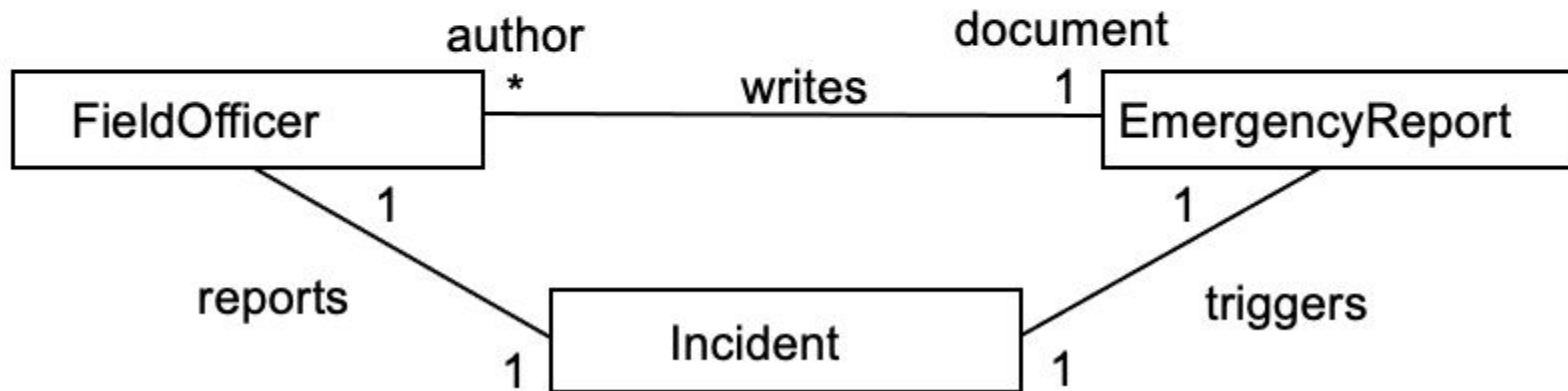 author
document
*
writes
1
FieldOfficer
EmergencyReport
1
1
reports
triggers
Incident
1
1